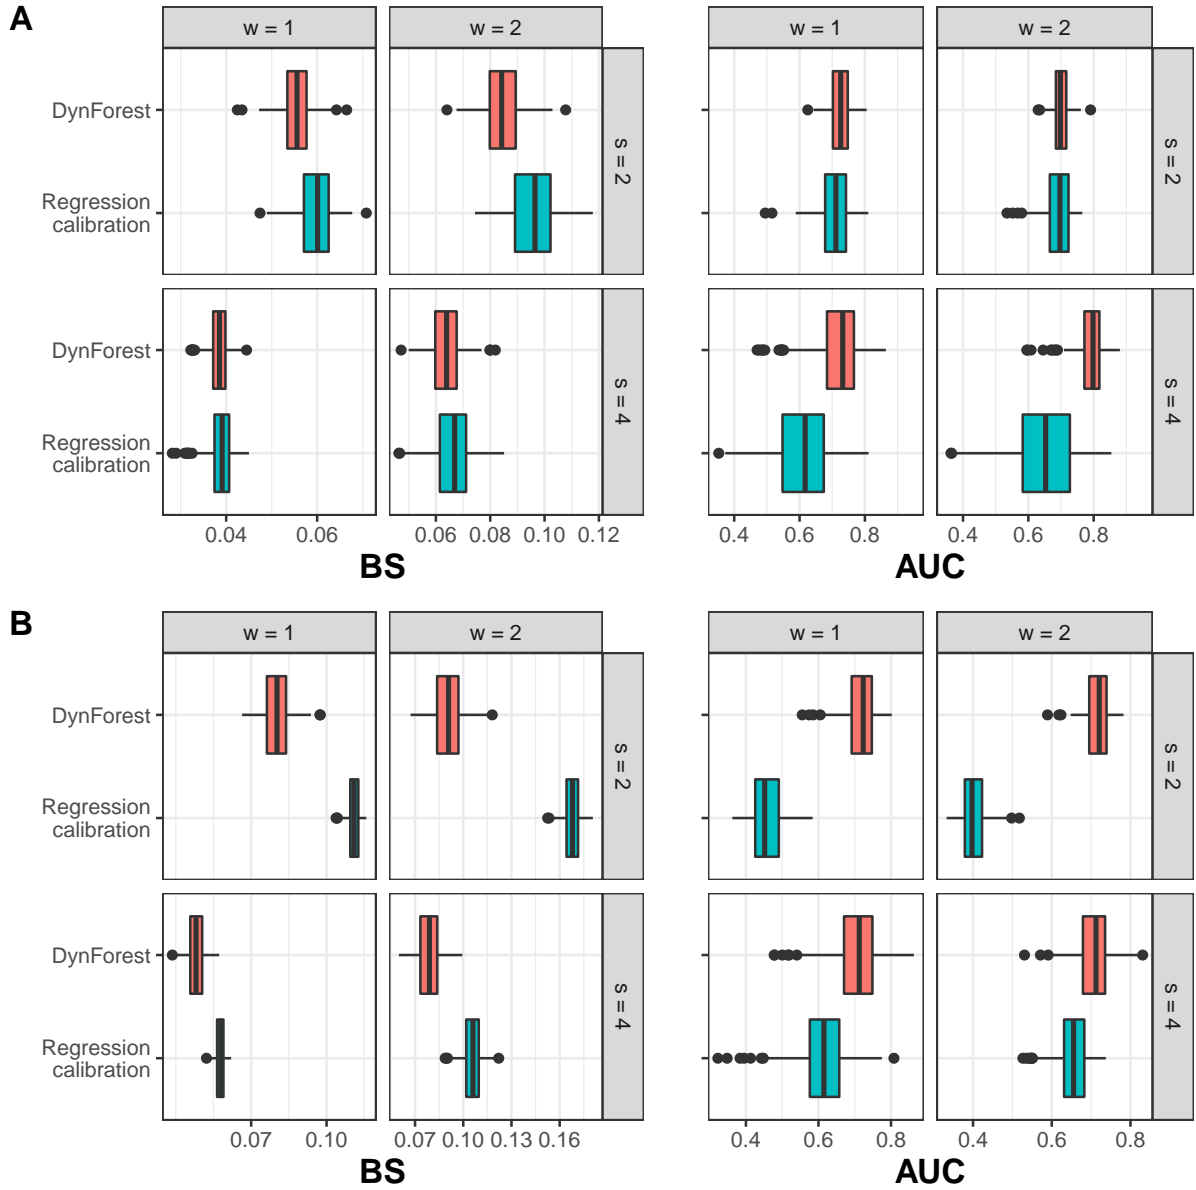 A
w = 1
w = 2
w = 1
w = 2
DynForest
Regression
calibration
s = 2
s = 2
DynForest
Regression
calibration
s = 4
s = 4
0.04
0.06
0.06
0.08
0.10
0.12
0.4
0.6
0.8
0.4
0.6
0.8
BS
AUC
B
w = 1
w = 2
w = 1
w = 2
DynForest
Regression
calibration
s = 2
s = 2
DynForest
Regression
calibration
s = 4
s = 4
0.07
0.10
0.07
0.10
0.13
0.16
0.4
0.6
0.8
0.4
0.6
0.8
BS
AUC